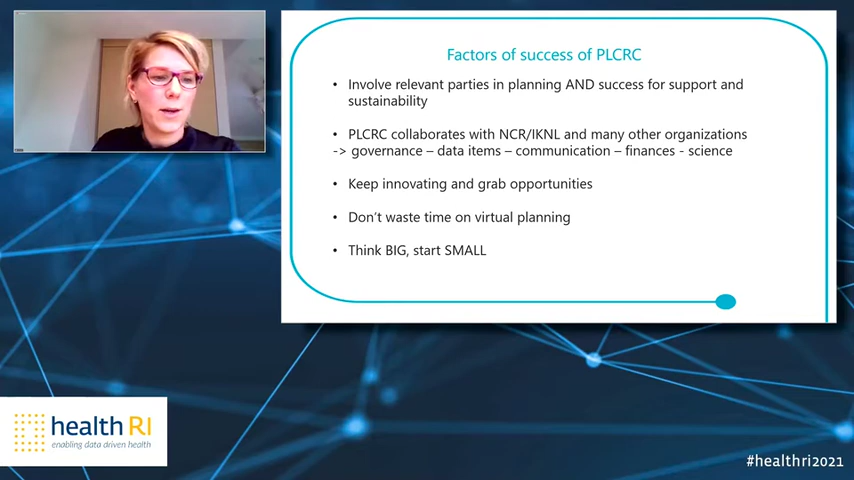 Factors of success of PLCRC
• Involve relevant parties in planning AND success for support and
sustainability
• PLCRC collaborates with NCR/IKNL and many other organizations
-> governance – data items – communication – finances - science
• Keep innovating and grab opportunities
• Don't waste time on virtual planning
• Think BIG, start SMALL
health RI
enabling data driven health
#healthri2021